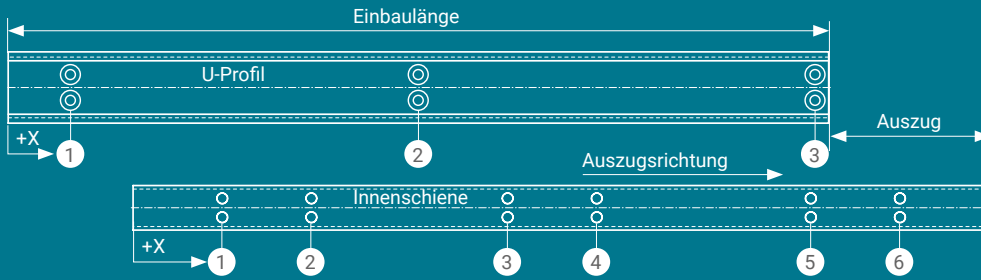 Einbaulänge
U-Profil
+X
1
2
3
Auszug
Auszugsrichtung
Innenschiene
+X
1
2
3
4
5
6